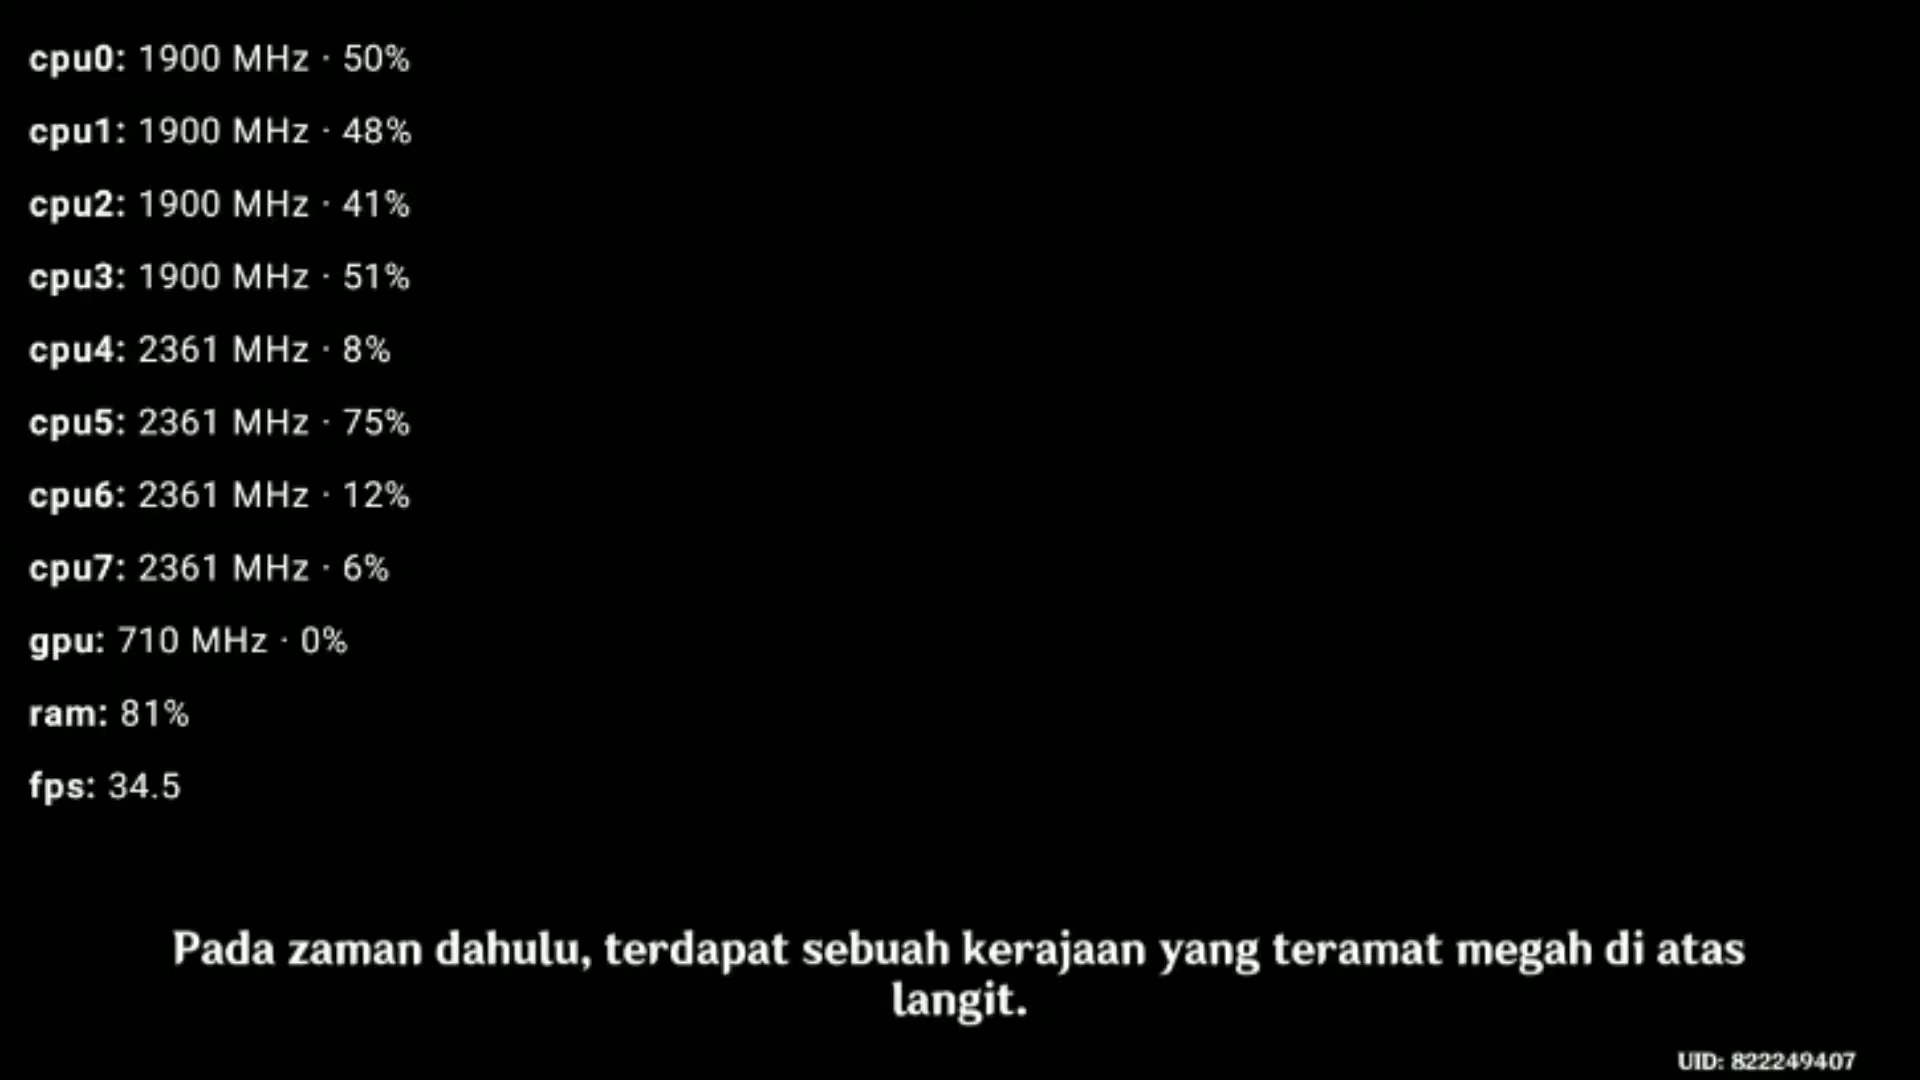 cpu0: 1900 MHz · 50%
cpu1: 1900 MHz · 48%
cpu2: 1900 MHz · 41%
cpu3: 1900 MHz · 51%
cpu4: 2361 MHz · 8%
cpu5: 2361 MHz · 75%
cpu6: 2361 MHz · 12%
cpu7: 2361 MHz · 6%
gpu: 710 MHz · 0%
ram: 81%
fps: 34.5
Pada zaman dahulu, terdapat sebuah kerajaan yang teramat megah di atas
langit.
UID: 822249407